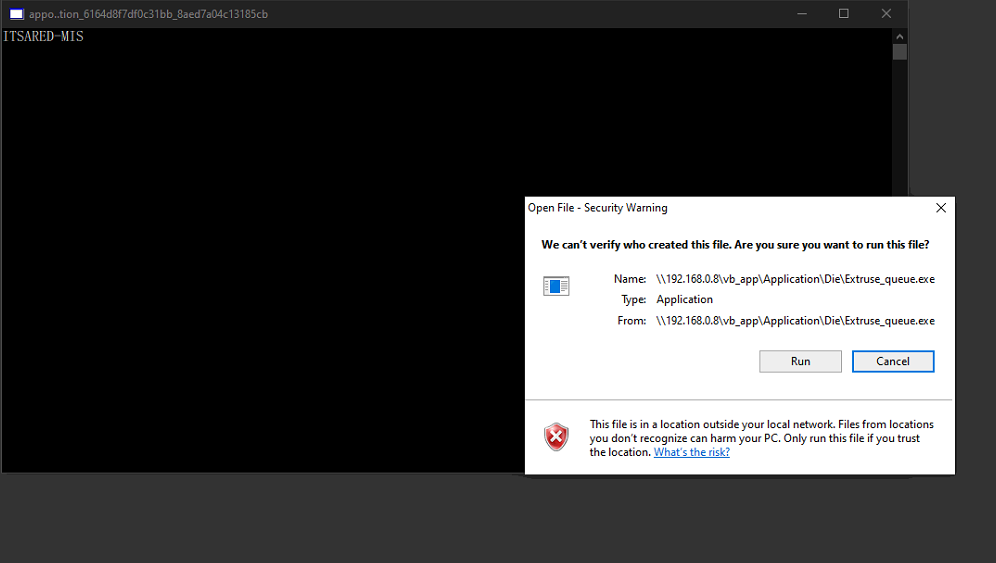 appo..tion_6164d8f7df0c31bb_8aed7a04c13185cb
ITSARED-MIS
Open File - Security Warning
We can't verify who created this file. Are you sure you want to run this file?
Name: \\192.168.0.8\vb_app\Application\Die\Extruse_queue.exe
Type: Application
From: \\192.168.0.8\vb_app\Application\Die\Extruse_queue.exe
Run Cancel
This file is in a location outside your local network. Files from locations
you don't recognize can harm your PC. Only run this file if you trust
the location. What's the risk?